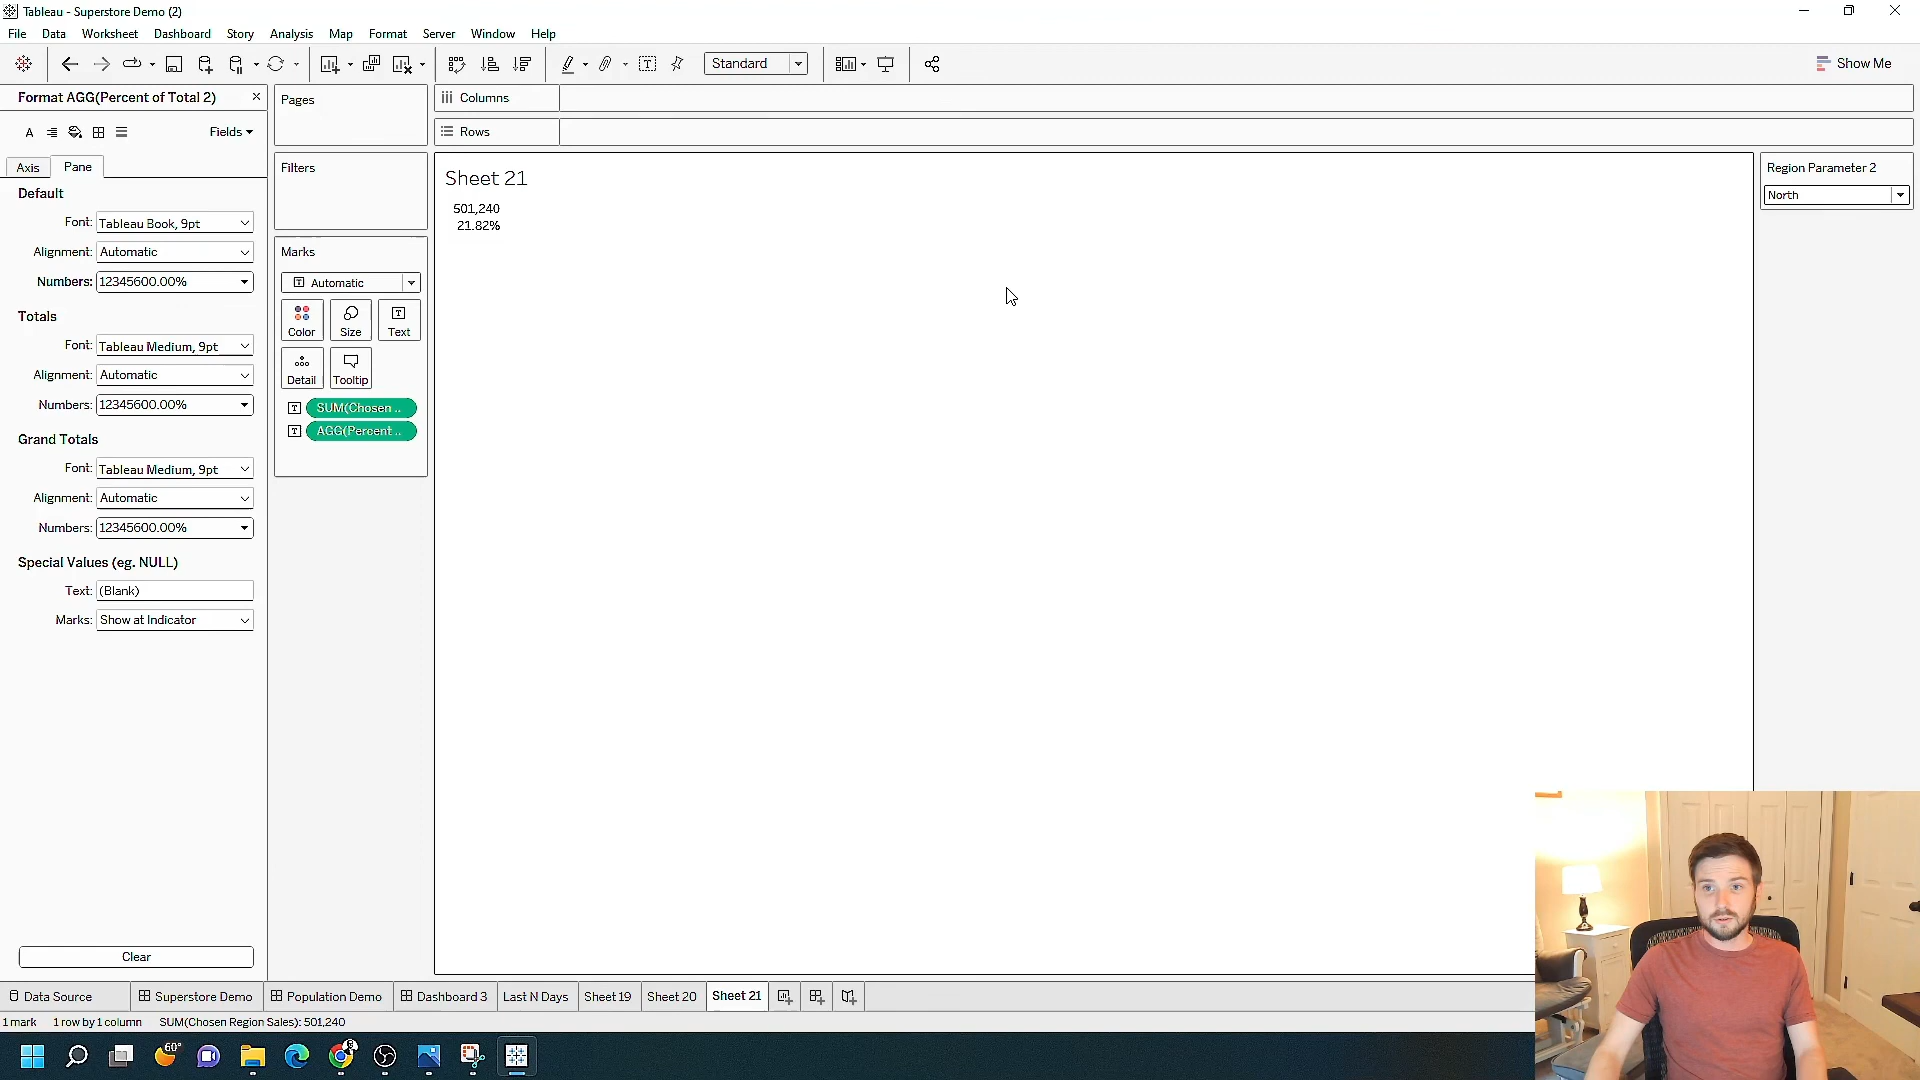 Tableau - Superstore Demo (2)
File Data Worksheet Dashboard Story Analysis Map Format Server Window Help
Standard
Show Me
Format AGG(Percent of Total 2)
Fields
Axis Pane
Default
Font: Tableau Book, 9pt
Alignment: Automatic
Numbers: 12345600.00%
Totals
Font: Tableau Medium, 9pt
Alignment: Automatic
Numbers: 12345600.00%
Grand Totals
Font: Tableau Medium, 9pt
Alignment: Automatic
Numbers: 12345600.00%
Special Values (eg. NULL)
Text: (Blank)
Marks: Show at Indicator
Clear
Pages
Filters
Marks
Automatic
Color Size Text
Detail Tooltip
SUM(Chosen ..
AGG(Percent ..
Columns
Rows
Sheet 21
501,240
21.82%
Region Parameter 2
North
Data Source Superstore Demo Population Demo Dashboard 3 Last N Days Sheet 19 Sheet 20 Sheet 21
1 mark 1 row by 1 column SUM(Chosen Region Sales): 501,240
60°